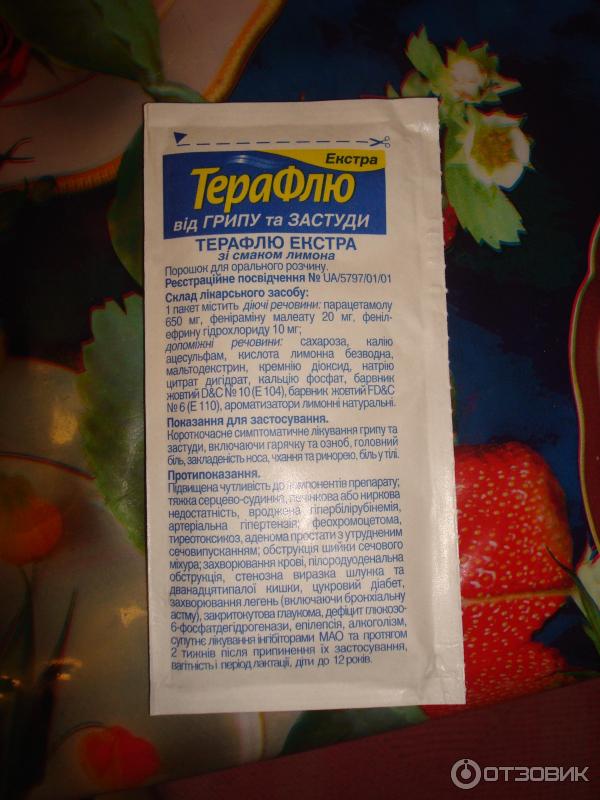 Екстра
ТераФлю
від ГРИПУ та ЗАСТУДИ
ТЕРАФЛЮ ЕКСТРА
зі смаком лимона
Порошок для орального розчину.
Реєстраційне посвідчення № UA/5797/01/01
Склад лікарського засобу:
1 пакет містить діючі речовини: парацетамолу
650 мг, феніраміну малеату 20 мг, феніл-
ефрину гідрохлориду 10 мг;
допоміжні речовини: сахароза, калію
ацесульфам, кислота лимонна безводна,
мальтодекстрин, кремнію діоксид, натрію
цитрат дигідрат, кальцію фосфат, барвник
жовтий D&C № 10 (E 104), барвник жовтий FD&C
№ 6 (E 110), ароматизатори лимонні натуральні.
Показання для застосування.
Короткочасне симптоматичне лікування грипу та
застуди, включаючи гарячку та озноб, головний
біль, закладеність носа, чхання та ринорею, біль у тілі.
Протипоказання.
Підвищена чутливість до компонентів препарату;
тяжка серцево-судинна, печінкова або ниркова
недостатність, вроджена гіпербілірубінемія,
артеріальна гіпертензія; феохромоцетома,
тиреотоксикоз, аденома простати з утрудненим
сечовипусканням; обструкція шийки сечового
міхура; захворювання крові, пілородуоденальна
обструкція, стенозна виразка шлунка та
дванадцятипалої кишки, цукровий діабет,
захворювання легень (включаючи бронхіальну
астму), закритокутова глаукома, дефіцит глюкозо-
6-фосфатдегідрогенази, епілепсія, алкоголізм,
супутнє лікування інгібіторами МАО та протягом
2 тижнів після припинення їх застосування,
вагітність і період лактації, діти до 12 років.
ОТЗОВИК